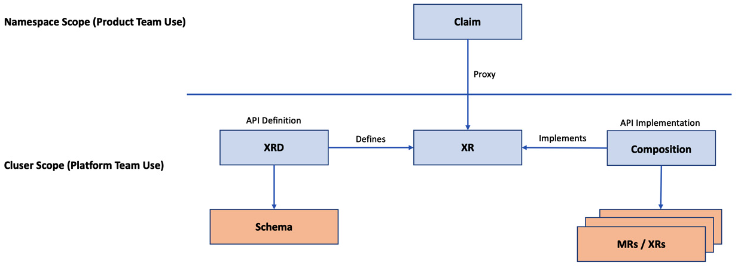 Namespace Scope (Product Team Use)
Claim
Proxy
API Definition
API Implementation
XRD
Defines
XR
Implements
Composition
Cluser Scope (Platform Team Use)
Schema
MRs / XRs